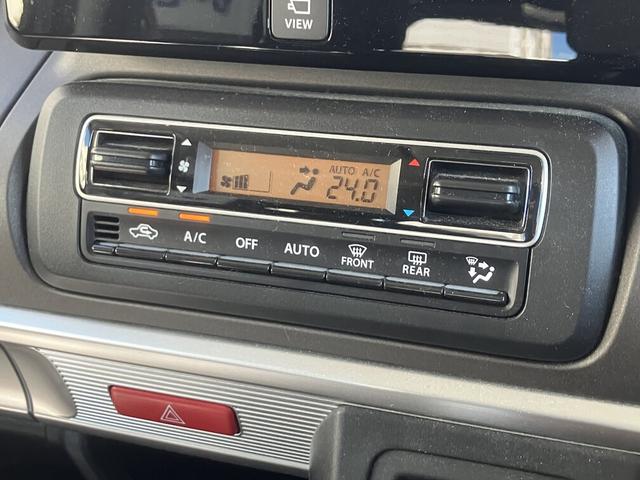 VIEW
AUTO A/C
24.0
A/C OFF AUTO FRONT REAR